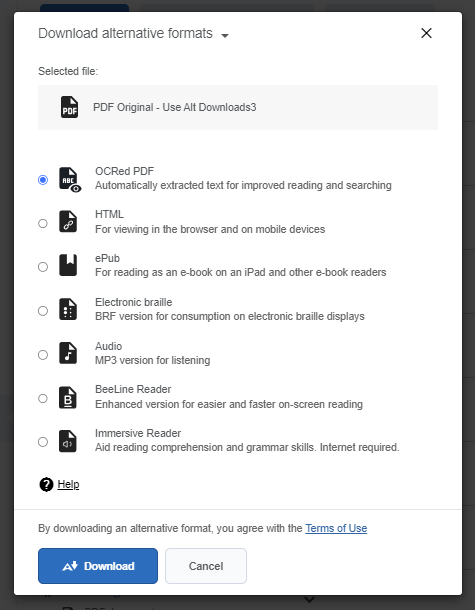 Download alternative formats
Selected file:
PDF
PDF Original - Use Alt Downloads3
ABC
OCRed PDF
Automatically extracted text for improved reading and searching
HTML
For viewing in the browser and on mobile devices
ePub
For reading as an e-book on an iPad and other e-book readers
Electronic braille
BRF version for consumption on electronic braille displays
Audio
MP3 version for listening
B
BeeLine Reader
Enhanced version for easier and faster on-screen reading
Immersive Reader
Aid reading comprehension and grammar skills. Internet required.
? Help
By downloading an alternative format, you agree with the Terms of Use
Download
Cancel